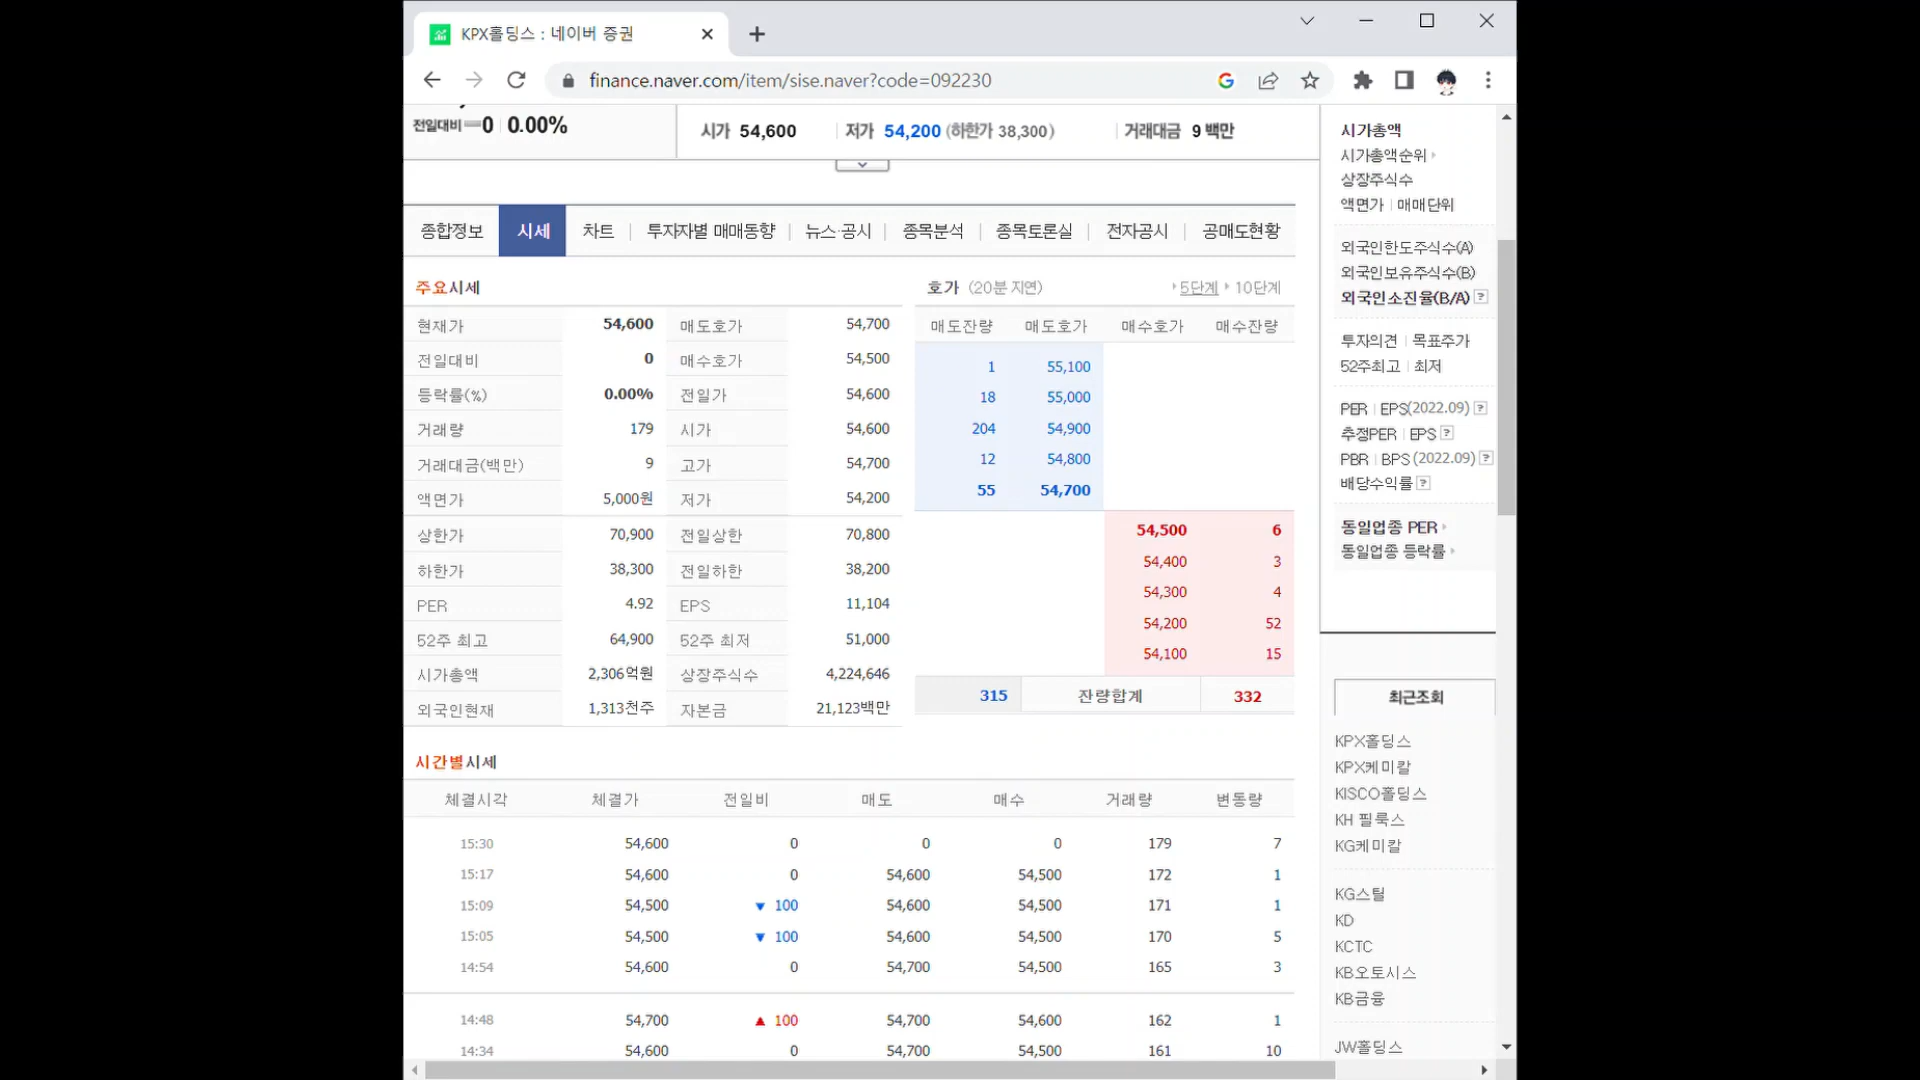 KPX홀딩스 : 네이버 증권
finance.naver.com/item/sise.naver?code=092230
전일대비 0 0.00%
시가 54,600 저가 54,200 (하한가 38,300) 거래대금 9 백만
종합정보 시세 차트 투자자별 매매동향 뉴스·공시 종목분석 종목토론실 전자공시 공매도현황
주요시세
현재가 54,600 매도호가 54,700
전일대비 0 매수호가 54,500
등락률(%) 0.00% 전일가 54,600
거래량 179 시가 54,600
거래대금(백만) 9 고가 54,700
액면가 5,000원 저가 54,200
상한가 70,900 전일상한 70,800
하한가 38,300 전일하한 38,200
PER 4.92 EPS 11,104
52주 최고 64,900 52주 최저 51,000
시가총액 2,306억원 상장주식수 4,224,646
외국인현재 1,313천주 자본금 21,123백만
호가 (20분 지연) 5단계 10단계
매도잔량 매도호가 매수호가 매수잔량
1 55,100
18 55,000
204 54,900
12 54,800
55 54,700
54,500 6
54,400 3
54,300 4
54,200 52
54,100 15
315 잔량합계 332
시간별시세
체결시각 체결가 전일비 매도 매수 거래량 변동량
15:30 54,600 0 0 0 179 7
15:17 54,600 0 54,600 54,500 172 1
15:09 54,500 ▼ 100 54,600 54,500 171 1
15:05 54,500 ▼ 100 54,600 54,500 170 5
14:54 54,600 0 54,700 54,500 165 3
14:48 54,700 ▲ 100 54,700 54,600 162 1
14:34 54,600 0 54,700 54,500 161 10
시가총액
시가총액순위
상장주식수
액면가 매매단위
외국인한도주식수(A)
외국인보유주식수(B)
외국인소진율(B/A) ?
투자의견 목표주가
52주최고 최저
PER EPS(2022.09) ?
추정PER EPS ?
PBR BPS (2022.09) ?
배당수익률 ?
동일업종 PER
동일업종 등락률
최근조회
KPX홀딩스
KPX케미칼
KISCO홀딩스
KH 필룩스
KG케미칼
KG스틸
KD
KCTC
KB오토시스
KB금융
JW홀딩스